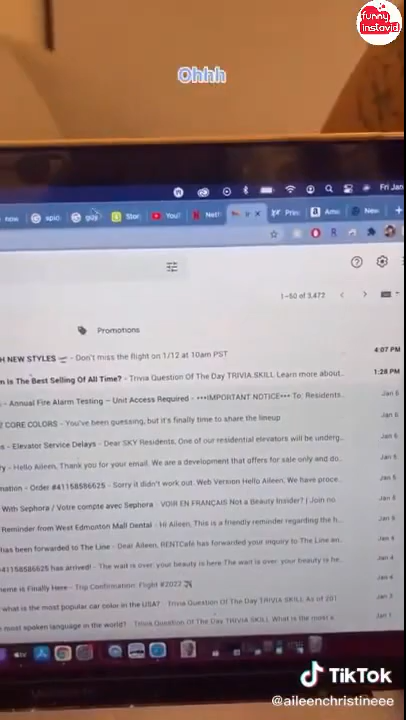 funny
instavid
Ohhh
Fri Jan
now
gua
Stor
YouT
Netf
Prim
Ama
New
1–50 of 3,472
Promotions
H NEW STYLES - Don't miss the flight on 1/12 at 10am PST 4:07 PM
n Is The Best Selling Of All Time? - Trivia Question Of The Day TRIVIA.SKILL Learn more about.. 1:28 PM
- Annual Fire Alarm Testing – Unit Access Required - •••IMPORTANT NOTICE••• To: Residents.. Jan 6
CORE COLORS - You've been guessing, but it's finally time to share the lineup Jan 6
s - Elevator Service Delays - Dear SKY Residents, One of our residential elevators will be underg.. Jan 5
ry - Hello Aileen, Thank you for your email. We are a development that offers for sale only and do.. Jan 5
mation - Order #41158586625 - Sorry it didn't work out. Web Version Hello Aileen, We have proce.. Jan 5
With Sephora / Votre compte avec Sephora - VOIR EN FRANÇAIS Not a Beauty Insider? ( Join no
Reminder from West Edmonton Mall Dental - Hi Aileen, This is a friendly reminder regarding the h..
has been forwarded to The Line - Dear Aileen, RENTCafe has forwarded your inquiry to The Line an..
41158586625 has arrived! - The wait is over: your beauty is here.The wait is over: your beauty is he.. Jan 4
heme is Finally Here - Trip Confirmation: Flight #2022 Jan 4
what is the most popular car color in the USA? - Trivia Question Of The Day TRIVIA SKILL As of 201 Jan 3
most spoken language in the world? - Trivia Question Of The Day TRIVIA SKILL What is the most Jan 1
TikTok
@aileenchristineee